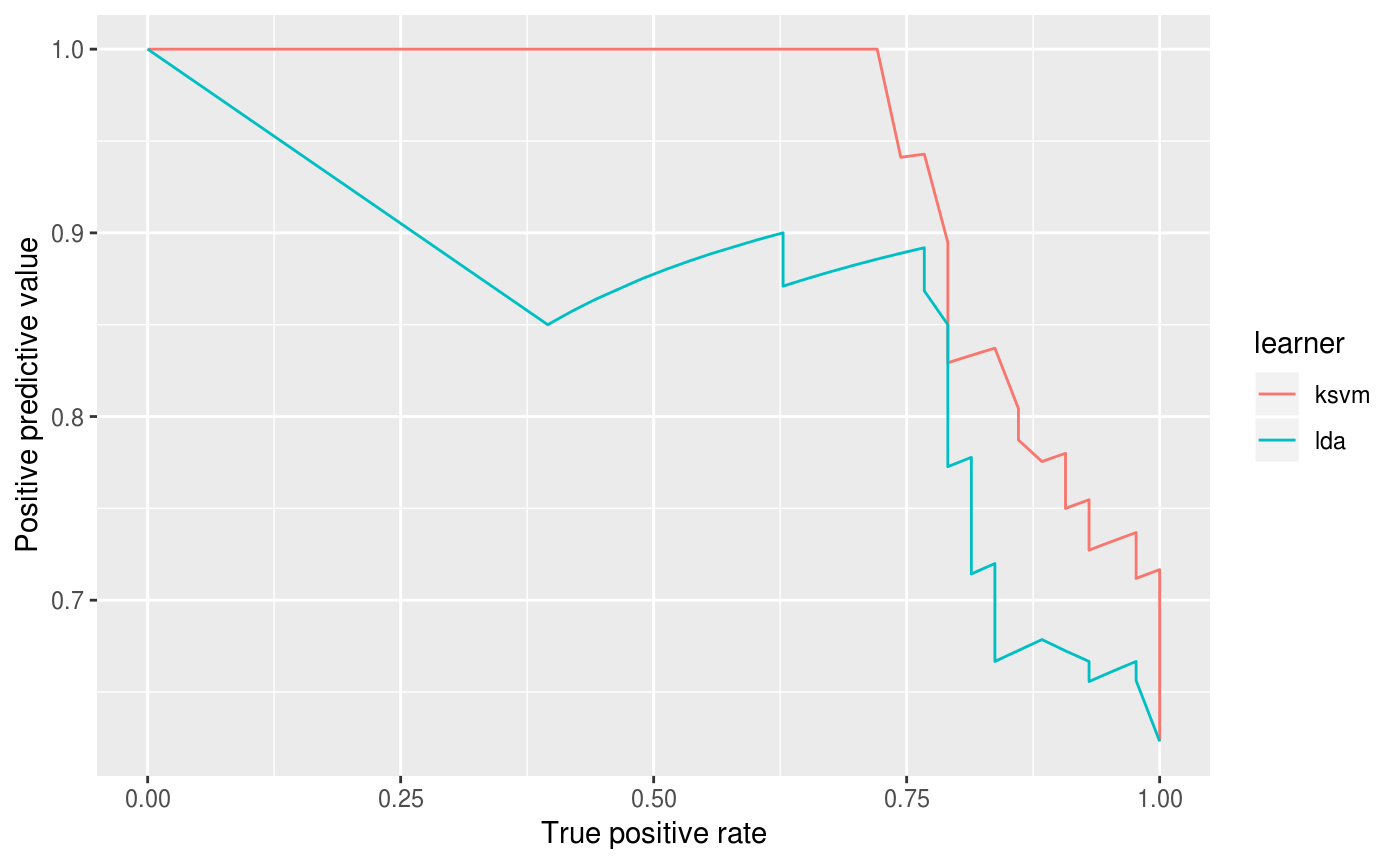 Positive predictive value
1.0
0.9
0.8
0.7
0.00 0.25 0.50 0.75 1.00
True positive rate
learner
ksvm
lda